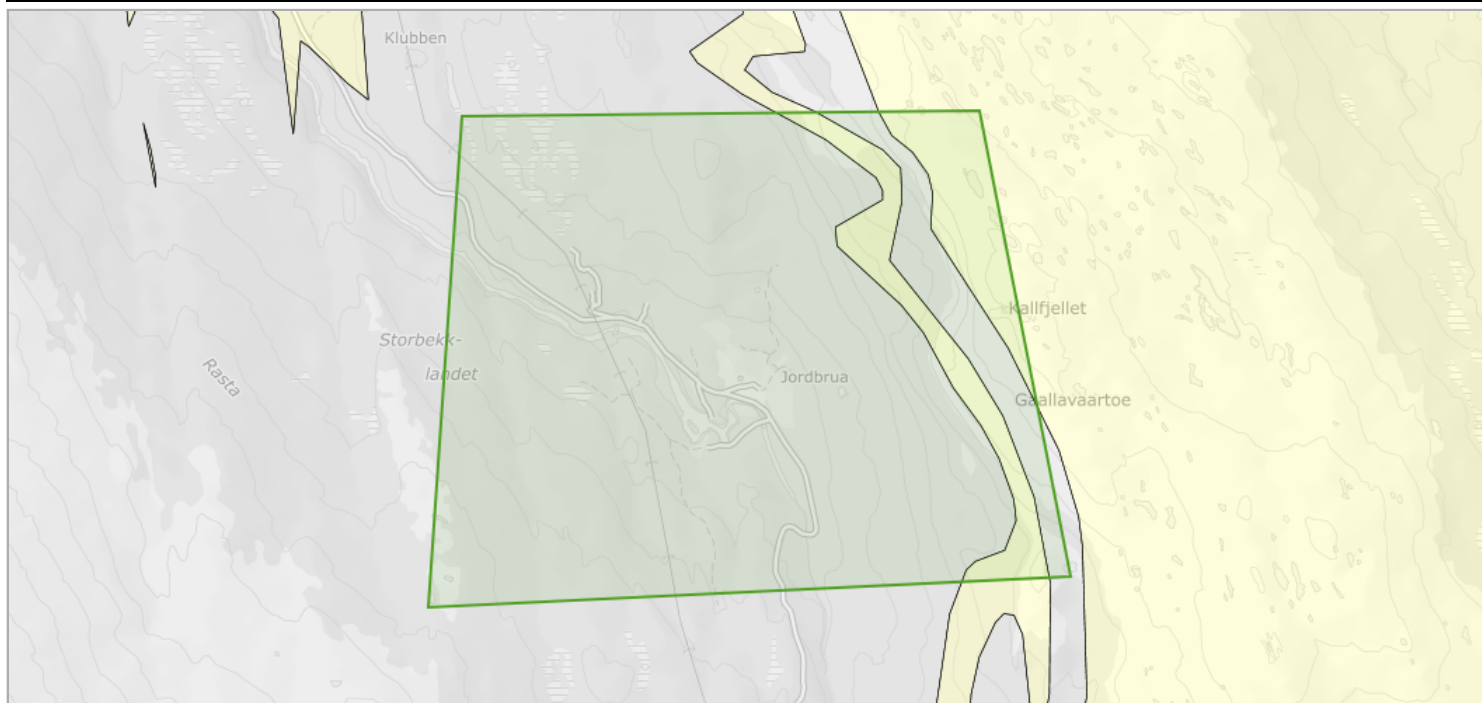 Klubben
Kallfjellet
Storbekk-
landet
Rasta
Jordbrua
Gaallavaartoe